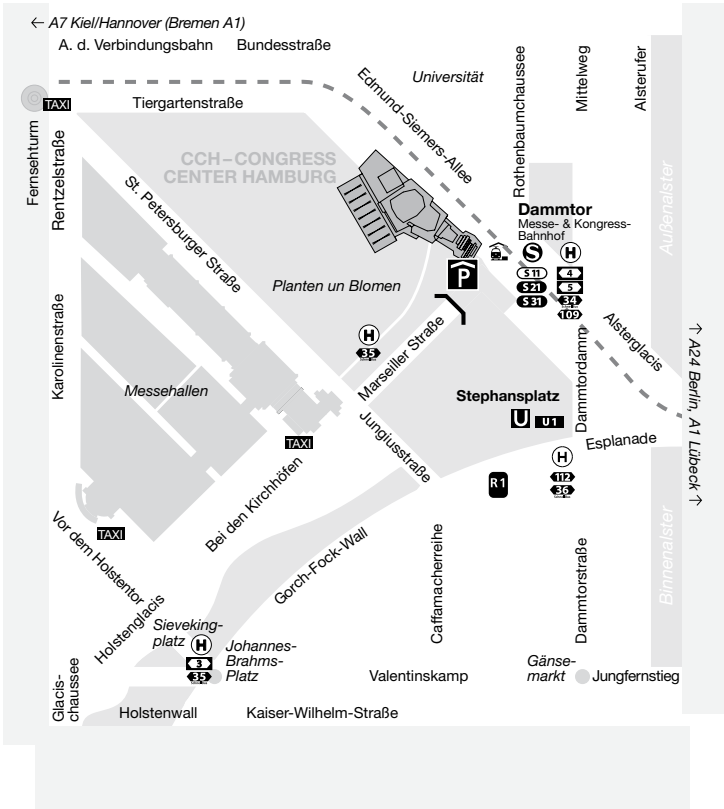 ← A7 Kiel/Hannover (Bremen A1)
A. d. Verbindungsbahn
Bundesstraße
Universität
Edmund-Siemers-Allee
Rothenbaumchaussee
Mittelweg
Alsterufer
TAXI
Tiergartenstraße
Fernsehturm
Rentzelstraße
CCH–CONGRESS
CENTER HAMBURG
St. Petersburger Straße
Außenalster
Dammtor
Messe- & Kongress-
Bahnhof
S H
S 11 4
S 21 5
S 31 34
109
P
Planten un Blomen
H
35
Marseiller Straße
Alsterglacis
Karolinenstraße
Messehallen
Dammtordamm
→ A24 Berlin, A1 Lübeck →
Stephansplatz
U U1
Jungiusstraße
Esplanade
TAXI
H
112
36
R1
Bei den Kirchhöfen
TAXI
Vor dem Holstentor
Gorch-Fock-Wall
Caffamacherreihe
Dammtorstraße
Binnenalster
Holstenglacis
Sieveking-
platz
H
3
35
Johannes-
Brahms-
Platz
Glacis-
chaussee
Valentinskamp
Gänse-
markt
Jungfernstieg
Holstenwall
Kaiser-Wilhelm-Straße